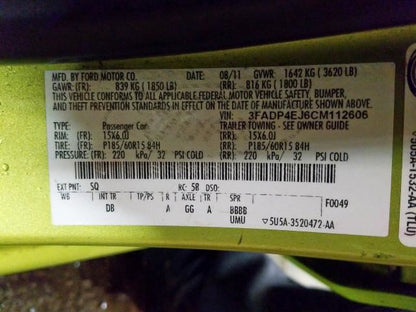 MFD. BY FORD MOTOR CO. DATE: 08/11 GVWR: 1642 KG ( 3620 LB)
GAWR: (FR): 839 KG ( 1850 LB) (RR): 816 KG ( 1800 LB)
THIS VEHICLE CONFORMS TO ALL APPLICABLE FEDERAL MOTOR VEHICLE SAFETY, BUMPER,
AND THEFT PREVENTION STANDARDS IN EFFECT ON THE DATE OF MANUFACTURE SHOWN ABOVE.
VIN: 3FADP4EJ6CM112606
TYPE: Passenger Car TRAILER TOWING - SEE OWNER GUIDE
RIM: (FR): 15X6.0J (RR): 15X6.0J
TIRE: (FR): P185/60R15 84H (RR): P185/60R15 84H
PRESSURE: (FR): 220 kPa/ 32 PSI COLD (RR): 220 kPa/ 32 PSI COLD
EXT PNT: SQ RC: 58 DSO:
WB INT TR TP/PS R AXLE TR SPR F0049
DB A GG A BBBB
UMU 5U5A-3520472-AA